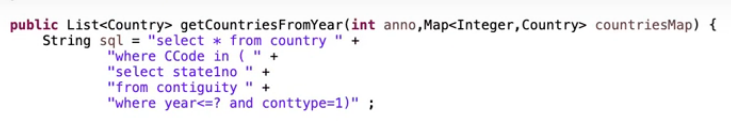 public List<Country> getCountriesFromYear(int anno,Map<Integer,Country> countriesMap) {
String sql = "select * from country " +
"where CCode in ( " +
"select state1no " +
"from contiguity " +
"where year<=? and conttype=1)" ;